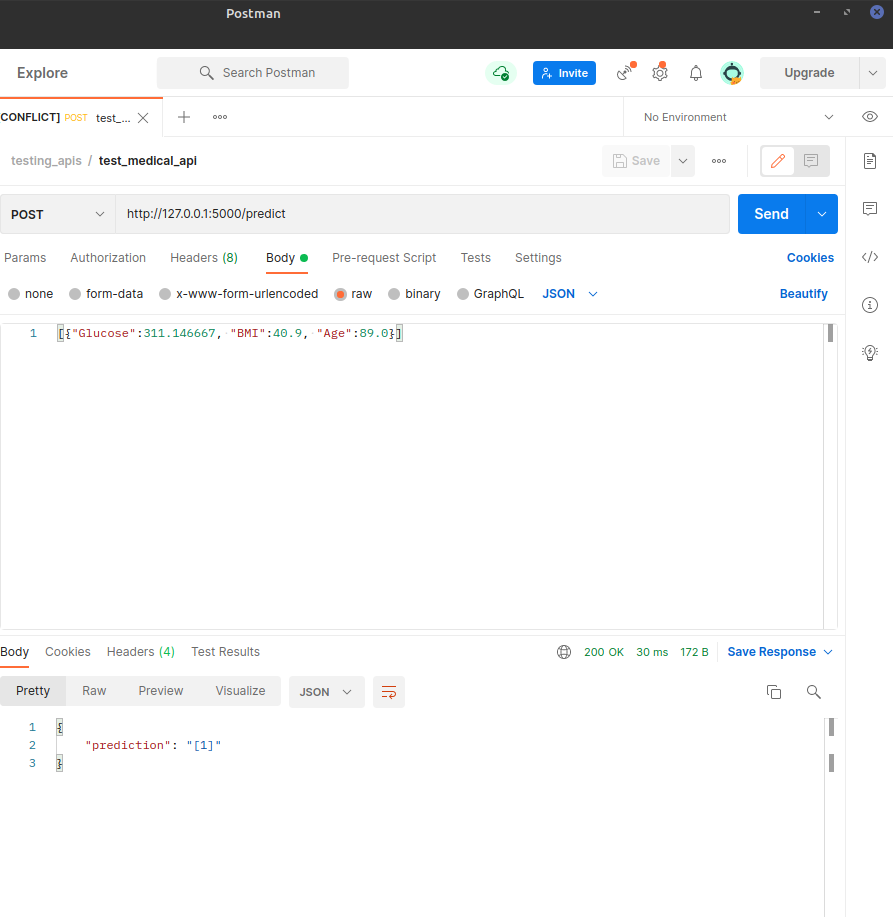 Postman
Explore
Search Postman
Invite
Upgrade
CONFLICT] POST test_...
No Environment
testing_apis / test_medical_api
Save
POST
http://127.0.0.1:5000/predict
Send
Params Authorization Headers (8) Body Pre-request Script Tests Settings Cookies
none form-data x-www-form-urlencoded raw binary GraphQL JSON Beautify
1 [{"Glucose":311.146667, "BMI":40.9, "Age":89.0}]
Body Cookies Headers (4) Test Results 200 OK 30 ms 172 B Save Response
Pretty Raw Preview Visualize JSON
1 {
2 "prediction": "[1]"
3 }